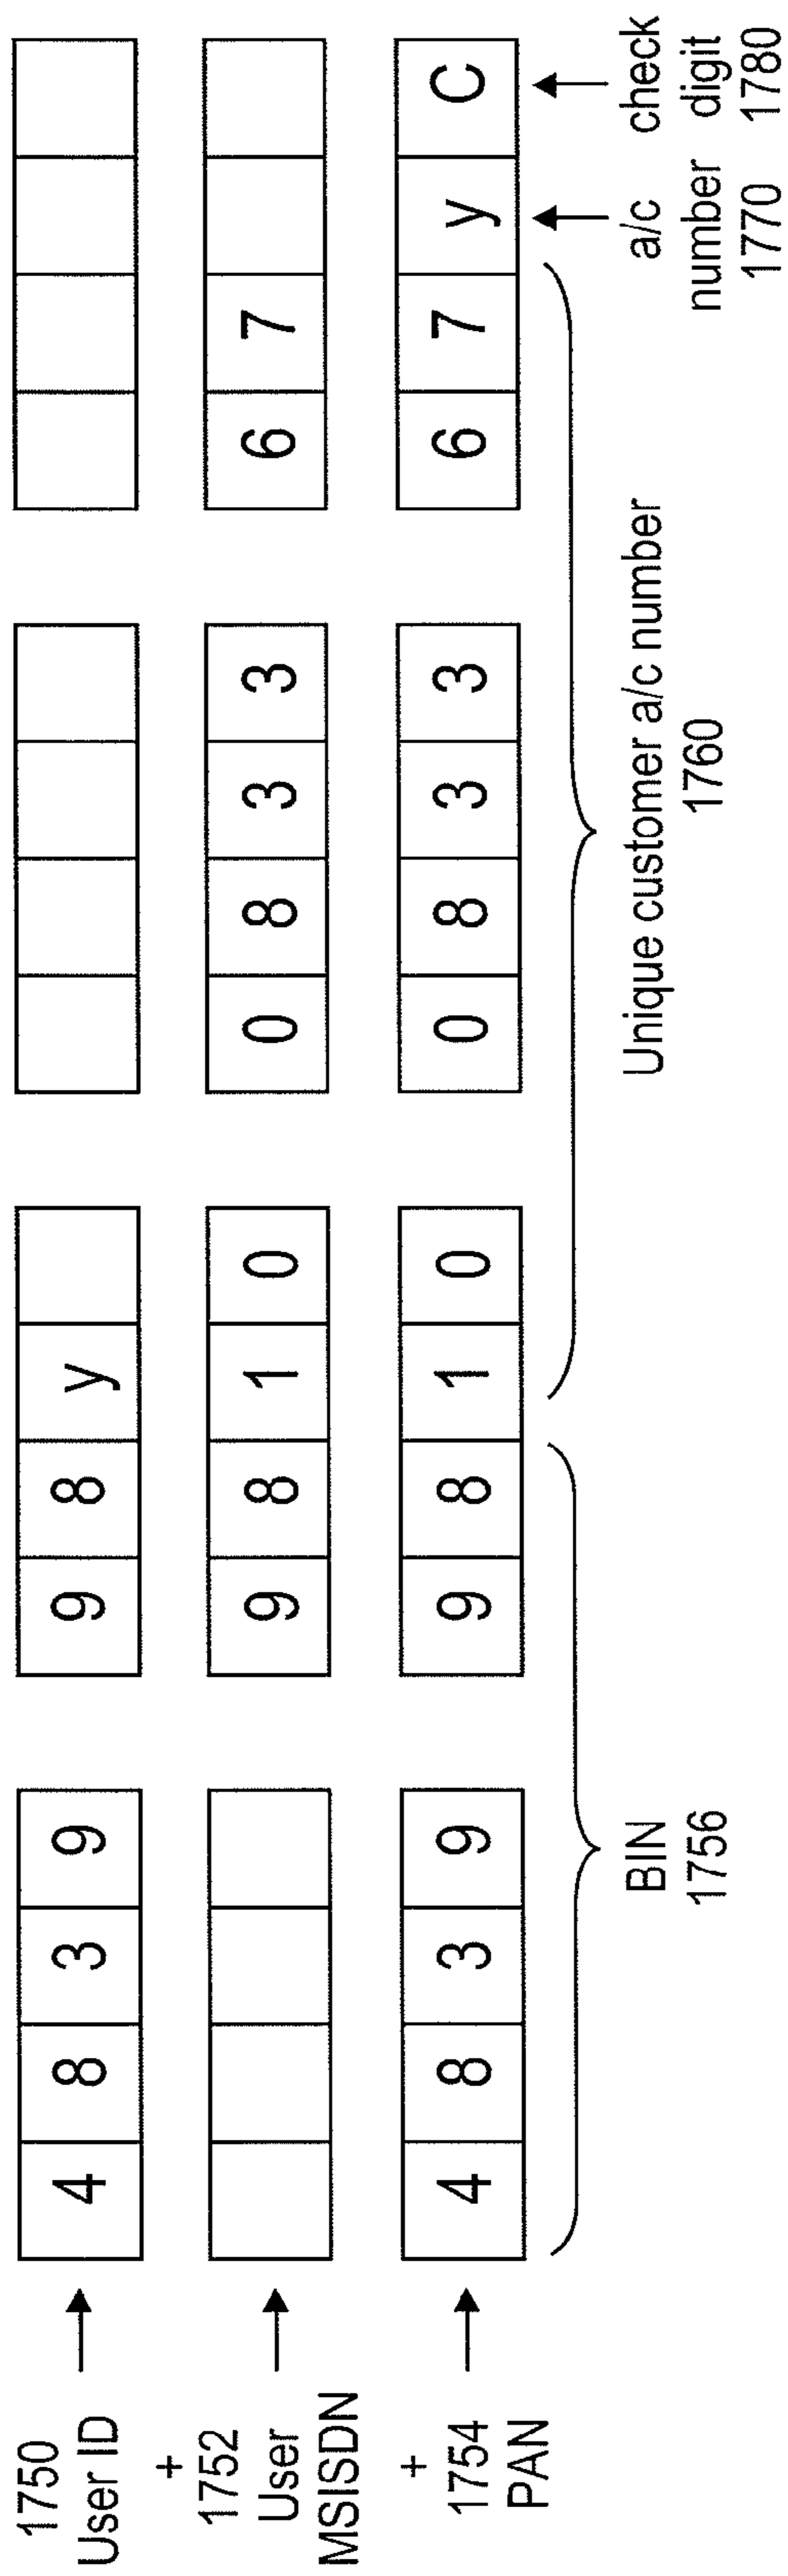 1750
User ID
4 8 3 9 9 8 y
+
1752
User
MSISDN
9 8 1 0 0 8 3 3 6 7
+
1754
PAN
4 8 3 9 9 8 1 0 0 8 3 3 6 7 y C
BIN
1756
Unique customer a/c number
1760
a/c
number
1770
check
digit
1780